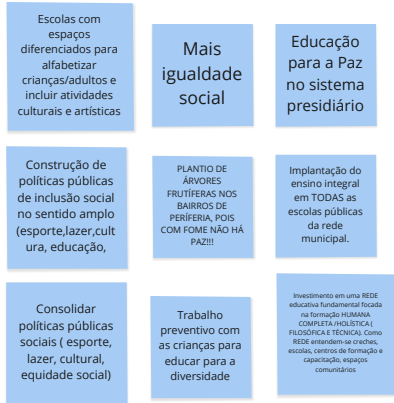 Escolas com
espaços
diferenciados para
alfabetizar
crianças/adultos e
incluir atividades
culturais e artísticas
Mais
igualdade
social
Educação
para a Paz
no sistema
presidiário
Construção de
políticas públicas
de inclusão social
no sentido amplo
(esporte,lazer,cult
ura, educação,
PLANTIO DE
ÁRVORES
FRUTÍFERAS NOS
BAIRROS DE
PERÍFERIA, POIS
COM FOME NÃO HÁ
PAZ!!!
Implantação do
ensino integral
em TODAS as
escolas públicas
da rede
municipal.
Consolidar
políticas públicas
sociais ( esporte,
lazer, cultural,
equidade social)
Trabalho
preventivo com
as crianças para
educar para a
diversidade
Investimento em uma REDE
educativa fundamental focada
na formação HUMANA
COMPLETA /HOLÍSTICA (
FILOSÓFICA E TÉCNICA). Como
REDE entendem-se creches,
escolas, centros de formação e
capacitação, espaços
comunitários